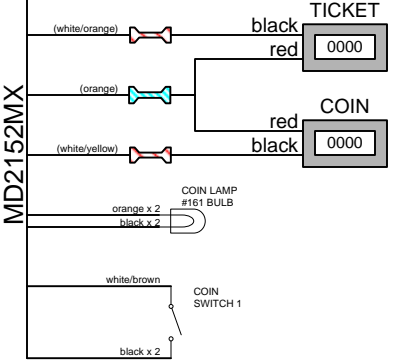 TICKET
(white/orange)
black
red
0000
(orange)
COIN
red
0000
(white/yellow)
black
MD2152MX
COIN LAMP
#161 BULB
orange x 2
black x 2
white/brown
COIN
SWITCH 1
black x 2